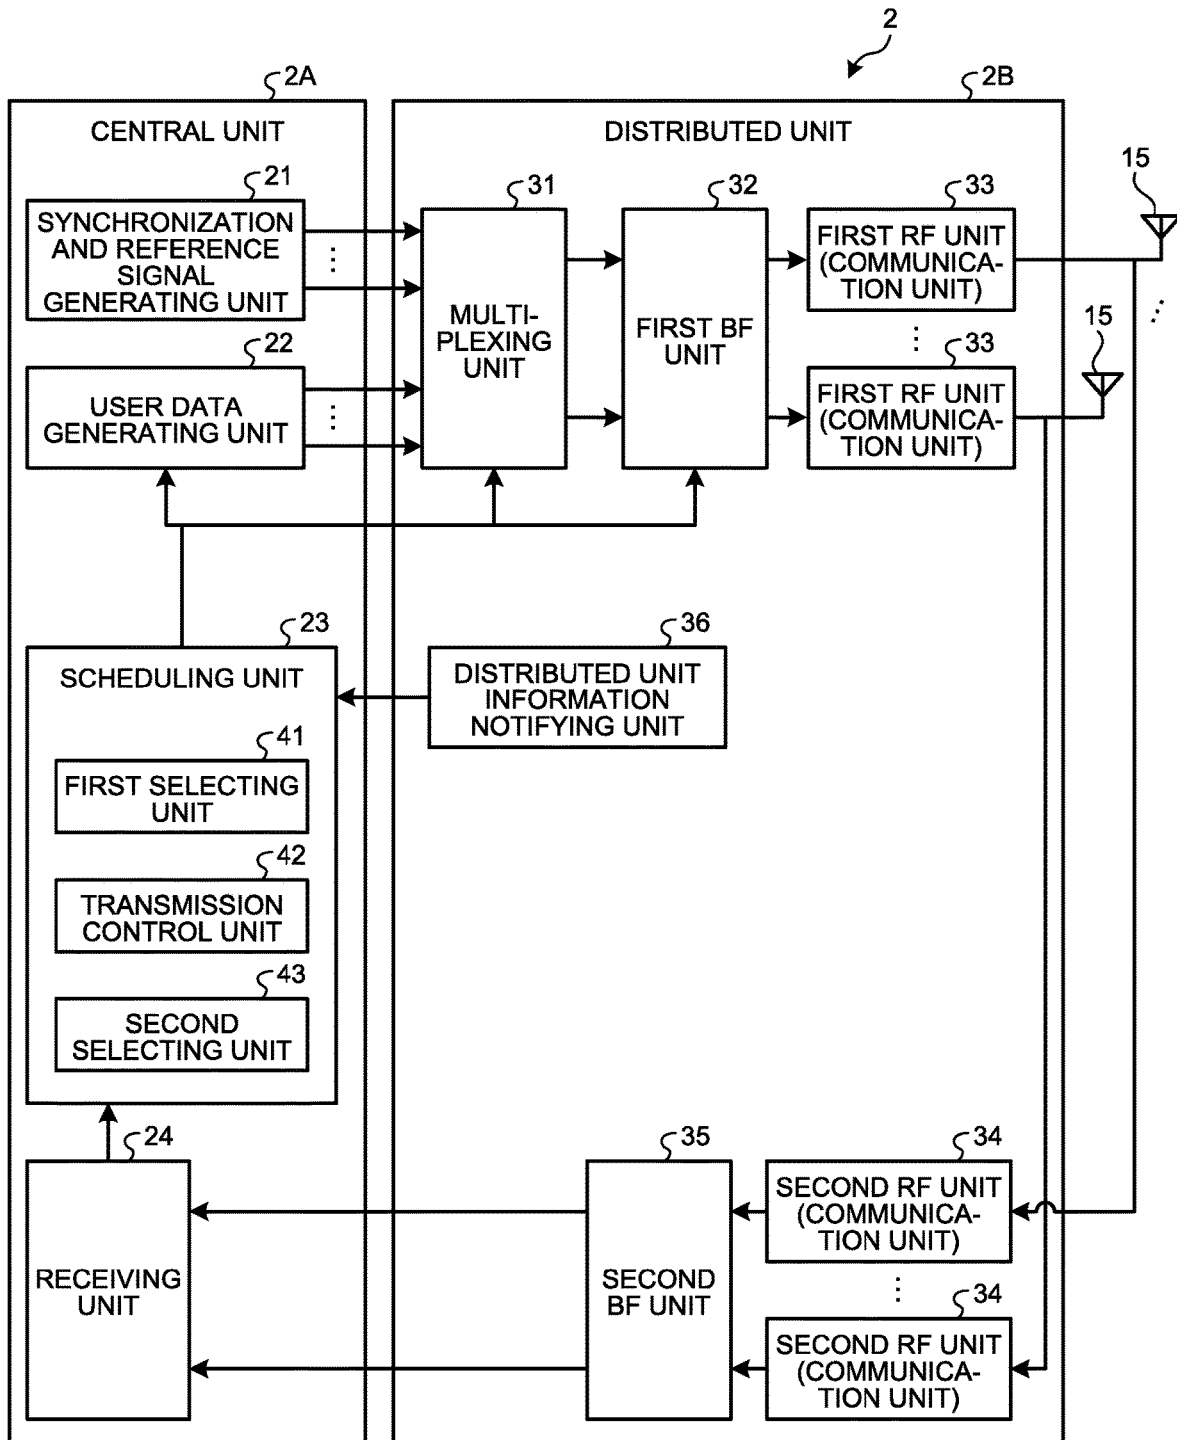 2
2A
2B
CENTRAL UNIT
DISTRIBUTED UNIT
15
21
31
32
33
SYNCHRONIZATION
AND REFERENCE
SIGNAL
GENERATING UNIT
MULTI-
PLEXING
UNIT
FIRST BF
UNIT
FIRST RF UNIT
(COMMUNICA-
TION UNIT)
15
22
33
USER DATA
GENERATING UNIT
FIRST RF UNIT
(COMMUNICA-
TION UNIT)
23
36
SCHEDULING UNIT
DISTRIBUTED UNIT
INFORMATION
NOTIFYING UNIT
41
FIRST SELECTING
UNIT
42
TRANSMISSION
CONTROL UNIT
43
SECOND
SELECTING UNIT
24
35
34
RECEIVING
UNIT
SECOND
BF UNIT
SECOND RF UNIT
(COMMUNICA-
TION UNIT)
34
SECOND RF UNIT
(COMMUNICA-
TION UNIT)